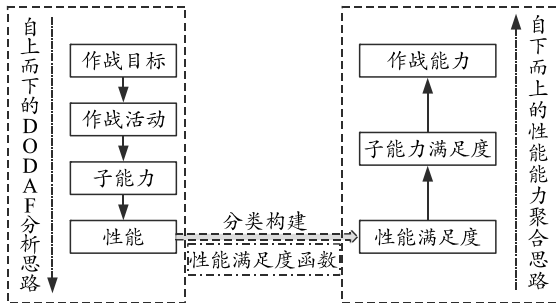 自上而下的DODAF分析思路
作战目标
作战活动
子能力
性能
分类构建
性能满足度函数
作战能力
子能力满足度
性能满足度
自下而上的性能能力聚合思路